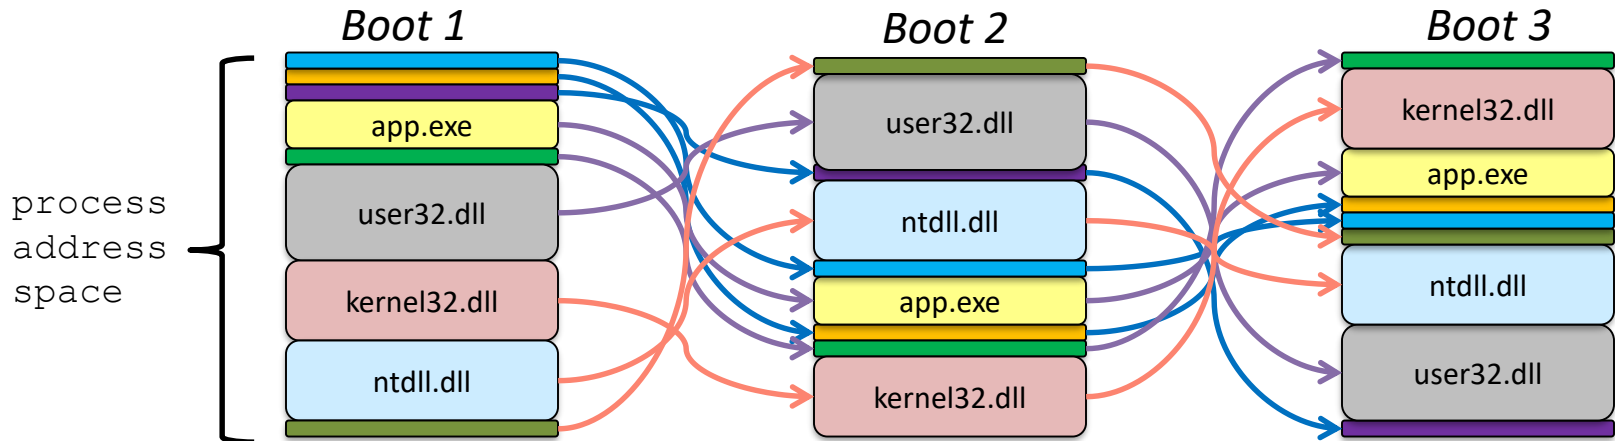 Boot 1
Boot 2
Boot 3
process
address
space
app.exe
user32.dll
kernel32.dll
ntdll.dll
user32.dll
ntdll.dll
app.exe
kernel32.dll
kernel32.dll
app.exe
ntdll.dll
user32.dll